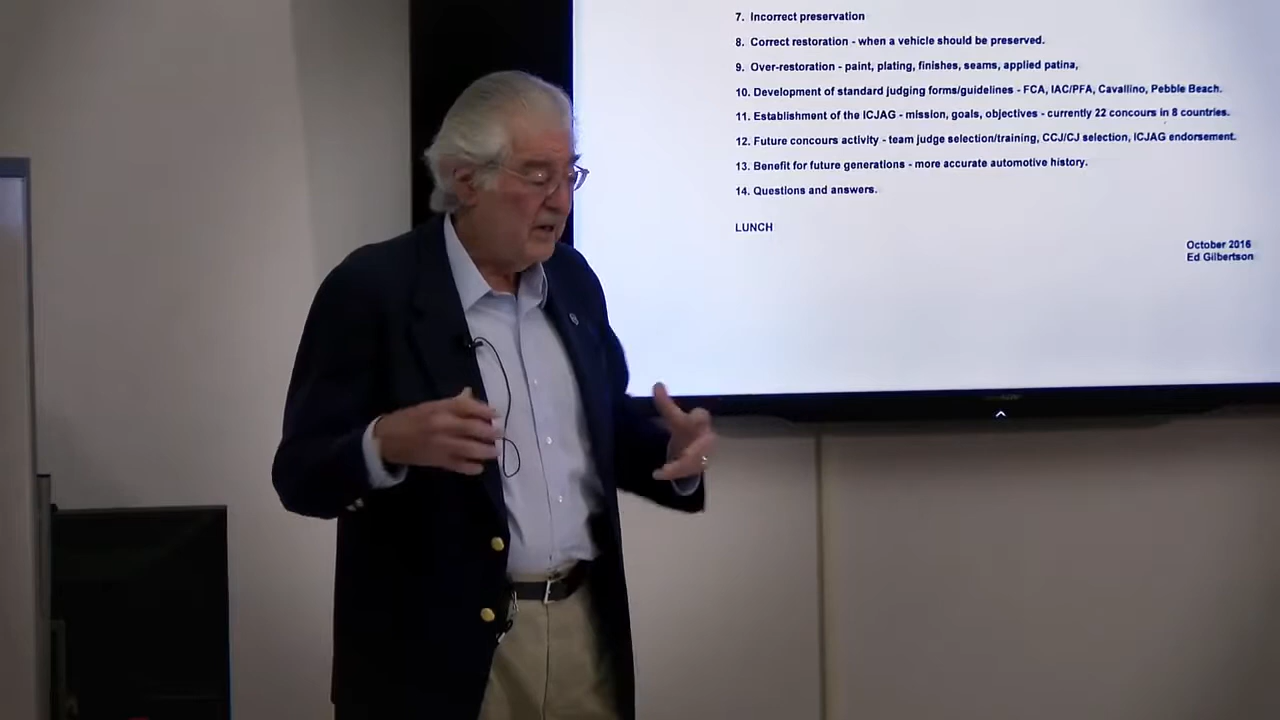 7. Incorrect preservation
8. Correct restoration - when a vehicle should be preserved.
9. Over-restoration - paint, plating, finishes, seams, applied patina,
10. Development of standard judging forms/guidelines - FCA, IAC/PFA, Cavallino, Pebble Beach.
11. Establishment of the ICJAG - mission, goals, objectives - currently 22 concours in 8 countries.
12. Future concours activity - team judge selection/training, CCJ/CJ selection, ICJAG endorsement.
13. Benefit for future generations - more accurate automotive history.
14. Questions and answers.
LUNCH
October 2016
Ed Gilbertson